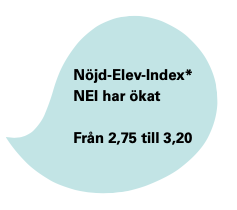 Nöjd-Elev-Index*
NEI har ökat
Från 2,75 till 3,20